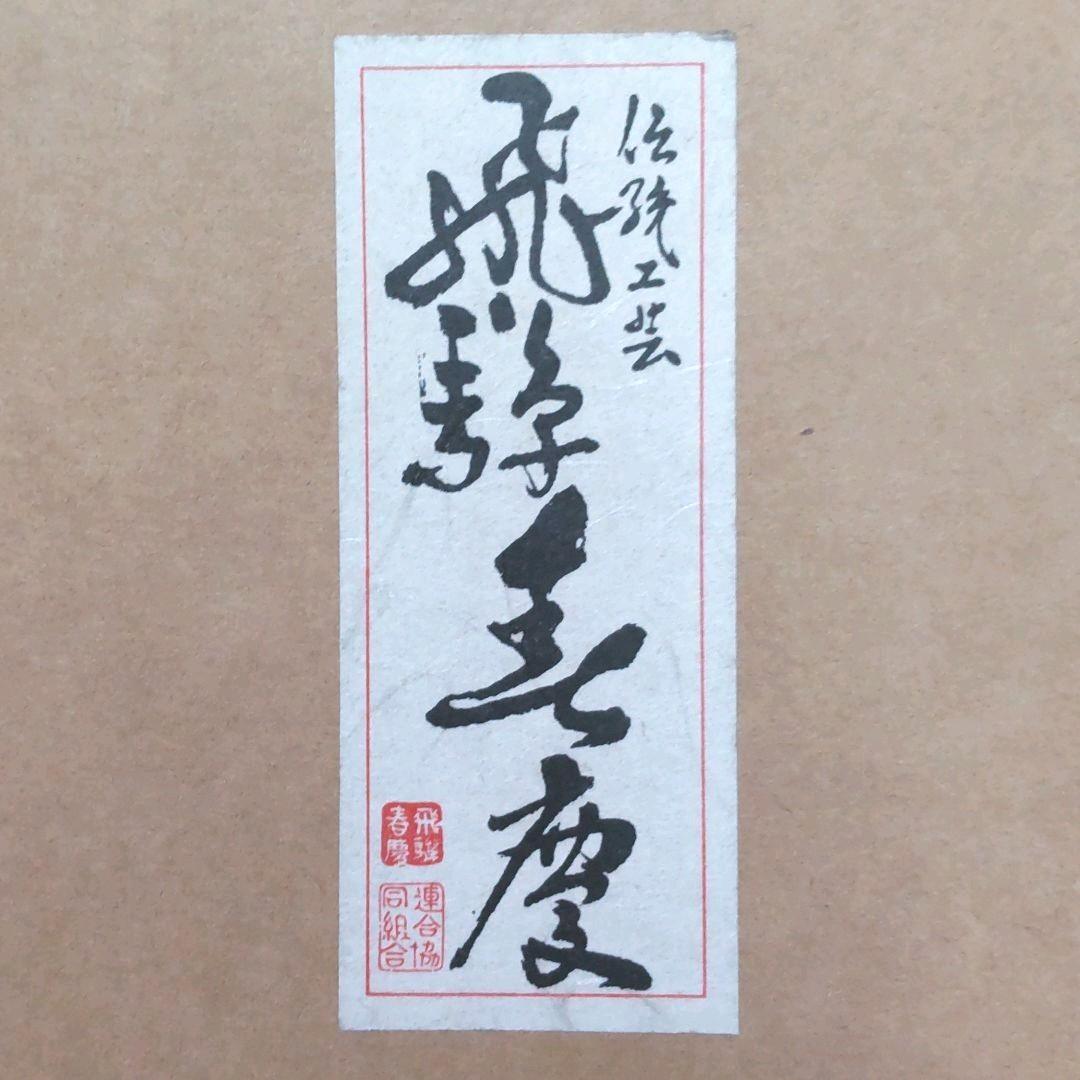 伝統工芸
飛騨春慶
飛騨
春慶
連合協
同組合